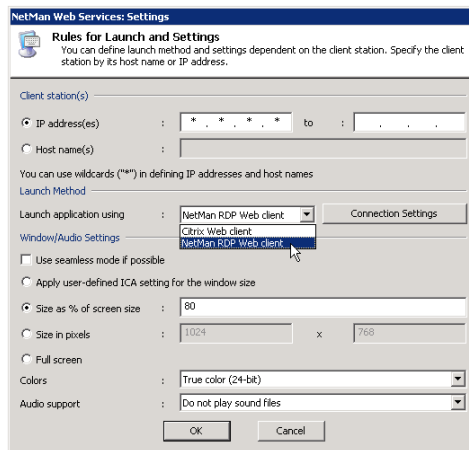 NetMan Web Services: Settings
Rules for Launch and Settings
You can define launch method and settings dependent on the client station. Specify the client
station by its host name or IP address.
Client station(s)
IP address(es) : * . * . * . * to : . . .
Host name(s) :
You can use wildcards ("*") in defining IP addresses and host names
Launch Method
Launch application using : NetMan RDP Web client Connection Settings
Citrix Web client
NetMan RDP Web client
Window/Audio Settings
Use seamless mode if possible
Apply user-defined ICA setting for the window size
Size as % of screen size : 80
Size in pixels : 1024 x 768
Full screen
Colors : True color (24-bit)
Audio support : Do not play sound files
OK Cancel